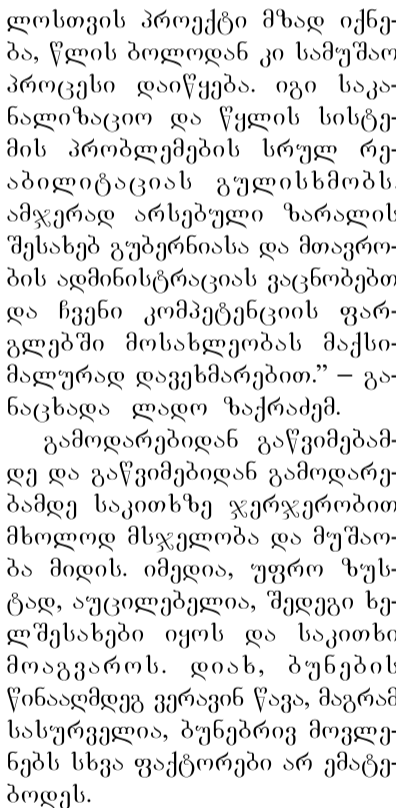 ლოსთვის პროექტი მზად იქნე-
ბა, წლის ბოლოდან კი სამუშაო
პროცესი დაიწყება. იგი საკა-
ნალიზაციო და წყლის სისტე-
მის პრობლემების სრულ რე-
აბილიტაციას გულისხმობს.
ამჯერად არსებული ზარალის
შესახებ გუბერნიასა და მთავრო-
ბის ადმინისტრაციას ვაცნობებთ
და ჩვენი კომპეტენციის ფარ-
გლებში მოსახლეობას მაქსი-
მალურად დავეხმარებით.” – გა-
ნაცხადა ლადო ზაქრაძემ.
გამოდარებიდან გაწვიმებამ-
დე და გაწვიმებიდან გამოდარე-
ბამდე საკითხზე ჯერჯერობით
მხოლოდ მსჯელობა და მუშაო-
ბა მიდის. იმედია, უფრო ზუს-
ტად, აუცილებელია, შედეგი ხე-
ლშესახები იყოს და საკითხი
მოაგვაროს. დიახ, ბუნების
წინააღმდეგ ვერავინ წავა, მაგრამ
სასურველია, ბუნებრივ მოვლე-
ნებს სხვა ფაქტორები არ ემატე-
ბოდეს.